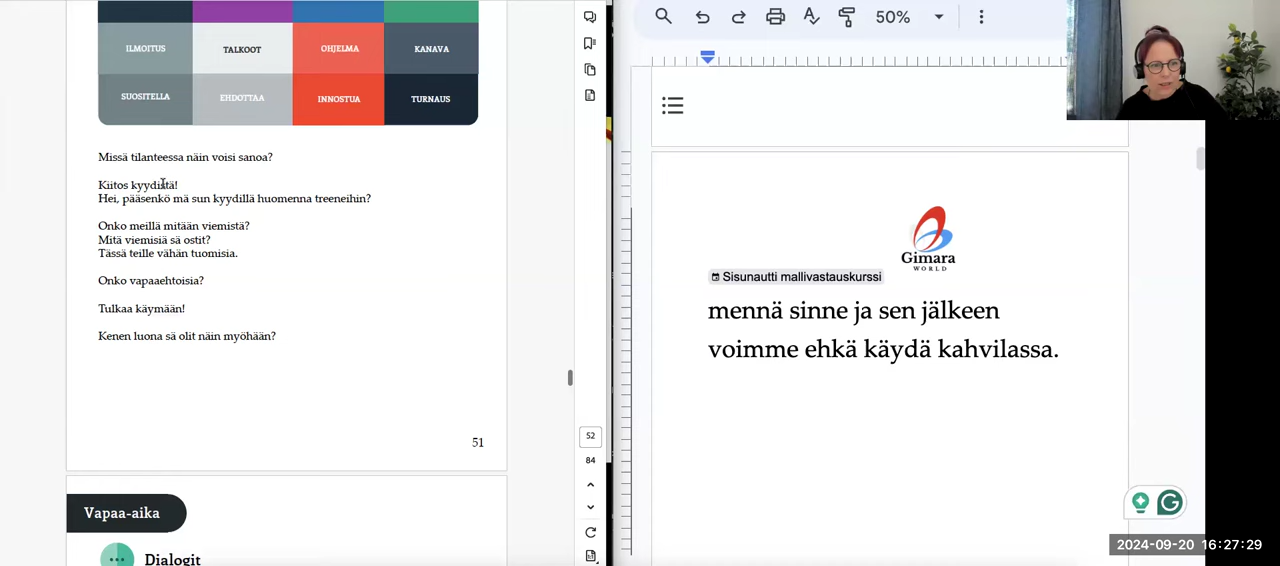 ILMOITUS
TALKOOT
OHJELMA
KANAVA
SUOSITELLA
EHDOTTAA
INNOSTUA
TURNAUS
Missä tilanteessa näin voisi sanoa?
Kiitos kyydistä!
Hei, pääsenkö mä sun kyydillä huomenna treeneihin?
Onko meillä mitään viemistä?
Mitä viemisiä sä ostit?
Tässä teille vähän tuomisia.
Onko vapaaehtoisia?
Tulkaa käymään!
Kenen luona sä olit näin myöhään?
51
Vapaa-aika
Dialogit
52
84
50%
Gimara
WORLD
Sisunautti mallivastauskurssi
mennä sinne ja sen jälkeen
voimme ehkä käydä kahvilassa.
2024-09-20 16:27:29